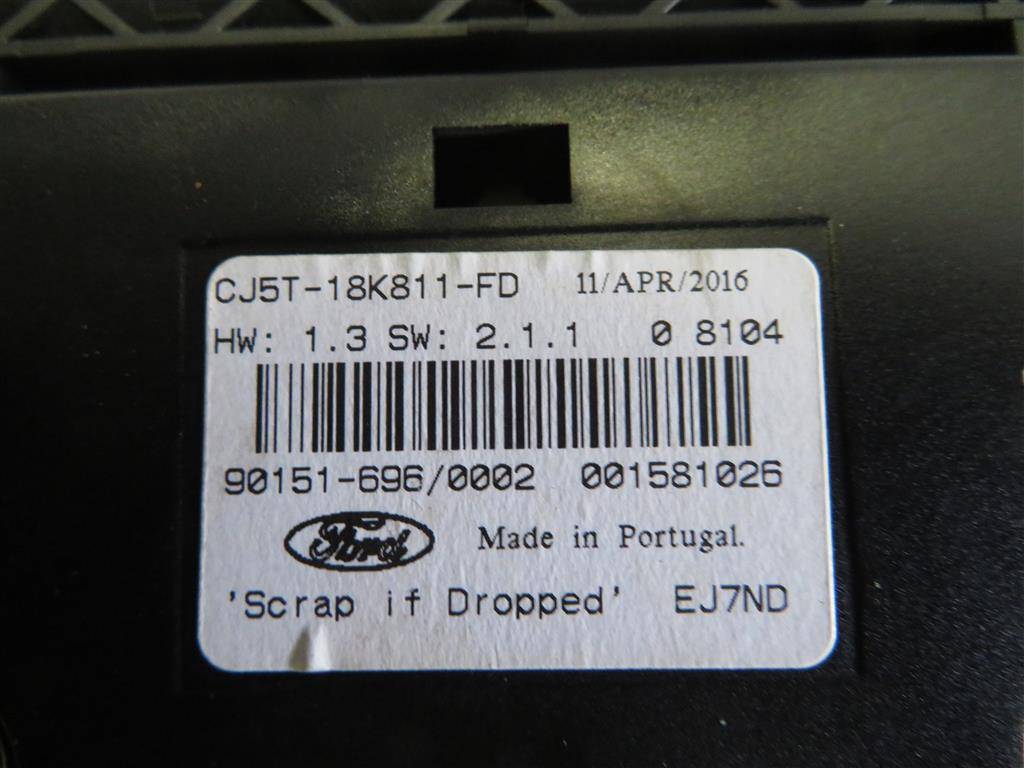 CJ5T-18K811-FD 11/APR/2016
HW: 1.3 SW: 2.1.1 0 8104
90151-696/0002 001581026
Ford Made in Portugal.
'Scrap if Dropped' EJ7ND